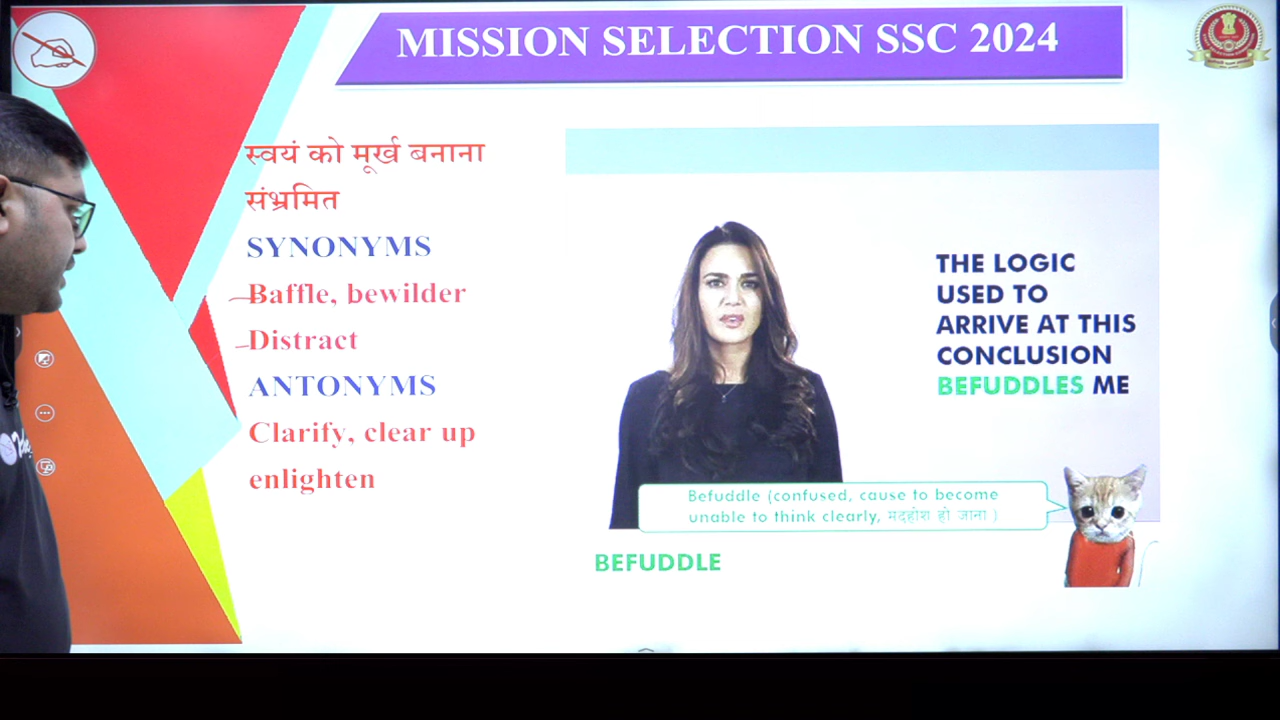 MISSION SELECTION SSC 2024
स्वयं को मूर्ख बनाना
संभ्रमित
SYNONYMS
Baffle, bewilder
Distract
ANTONYMS
Clarify, clear up
enlighten
THE LOGIC
USED TO
ARRIVE AT THIS
CONCLUSION
BEFUDDLES ME
Befuddle (confused, cause to become
unable to think clearly, मदहोश हो जाना )
BEFUDDLE